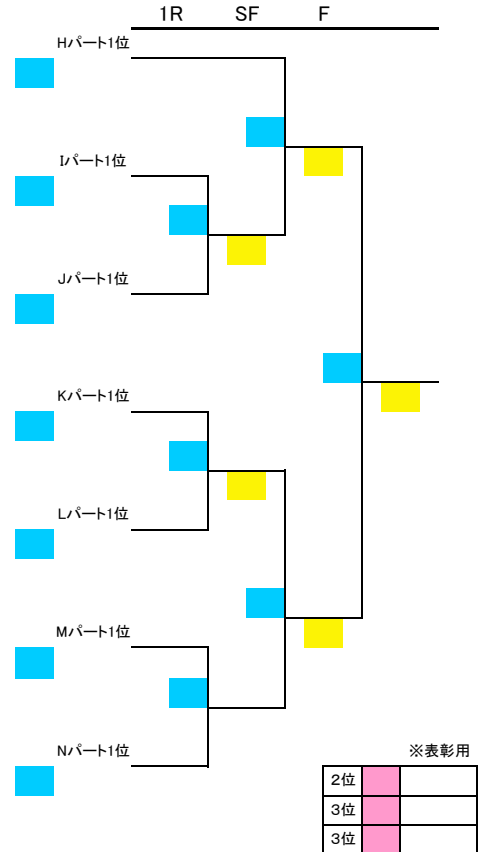 1R SF F
Hパート1位
Iパート1位
Jパート1位
Kパート1位
Lパート1位
Mパート1位
Nパート1位
※表彰用
2位
3位
3位